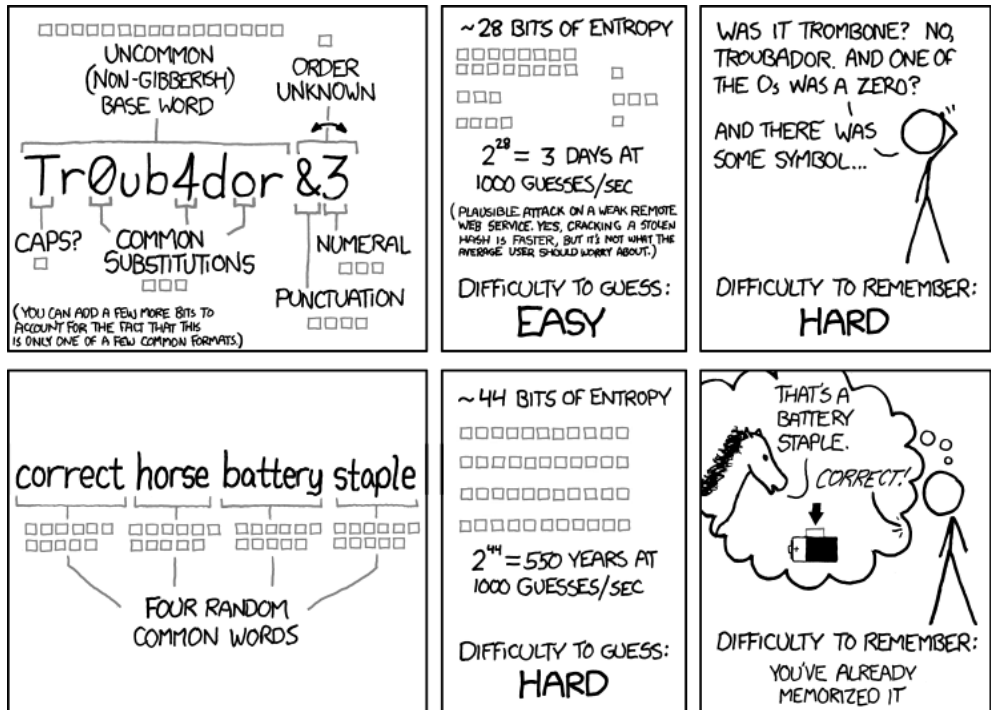 UNCOMMON
(NON-GIBBERISH)
BASE WORD
ORDER
UNKNOWN
Tr0ub4dor &3
CAPS?
COMMON
SUBSTITUTIONS
NUMERAL
PUNCTUATION
(YOU CAN ADD A FEW MORE BITS TO
ACCOUNT FOR THE FACT THAT THIS
IS ONLY ONE OF A FEW COMMON FORMATS.)
~28 BITS OF ENTROPY
2^28 = 3 DAYS AT
1000 GUESSES/SEC
(PLAUSIBLE ATTACK ON A WEAK REMOTE
WEB SERVICE. YES, CRACKING A STOLEN
HASH IS FASTER, BUT IT'S NOT WHAT THE
AVERAGE USER SHOULD WORRY ABOUT.)
DIFFICULTY TO GUESS:
EASY
WAS IT TROMBONE? NO,
TROUBADOR. AND ONE OF
THE Os WAS A ZERO?
AND THERE WAS
SOME SYMBOL...
DIFFICULTY TO REMEMBER:
HARD
correct horse battery staple
FOUR RANDOM
COMMON WORDS
~44 BITS OF ENTROPY
2^44 = 550 YEARS AT
1000 GUESSES/SEC
DIFFICULTY TO GUESS:
HARD
THAT'S A
BATTERY
STAPLE.
CORRECT!
+
DIFFICULTY TO REMEMBER:
YOU'VE ALREADY
MEMORIZED IT